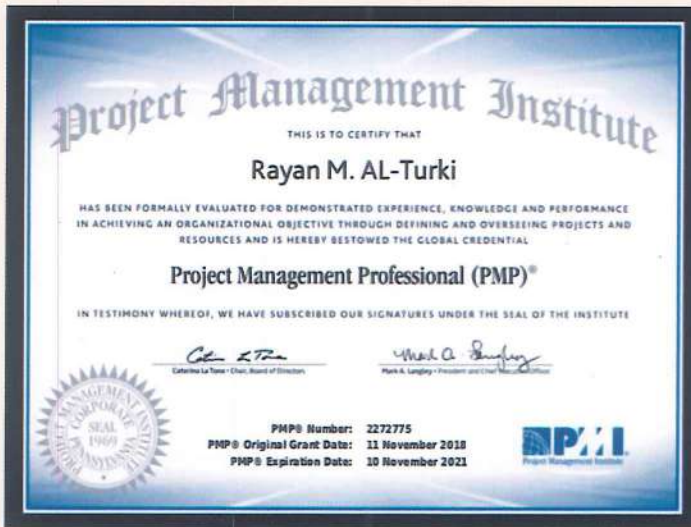 Project Management Institute
THIS IS TO CERTIFY THAT
Rayan M. AL-Turki
HAS BEEN FORMALLY EVALUATED FOR DEMONSTRATED EXPERIENCE, KNOWLEDGE AND PERFORMANCE
IN ACHIEVING AN ORGANIZATIONAL OBJECTIVE THROUGH DEFINING AND OVERSEEING PROJECTS AND
RESOURCES AND IS HEREBY BESTOWED THE GLOBAL CREDENTIAL
Project Management Professional (PMP)®
IN TESTIMONY WHEREOF, WE HAVE SUBSCRIBED OUR SIGNATURES UNDER THE SEAL OF THE INSTITUTE
Caterina La Tona • Chair, Board of Directors
Mark A. Langley • President and Chief Executive Officer
PROJECT MANAGEMENT INSTITUTE
CORPORATE
SEAL
1969
PENNSYLVANIA
PMP® Number: 2272775
PMP® Original Grant Date: 11 November 2018
PMP® Expiration Date: 10 November 2021
PMI
Project Management Institute